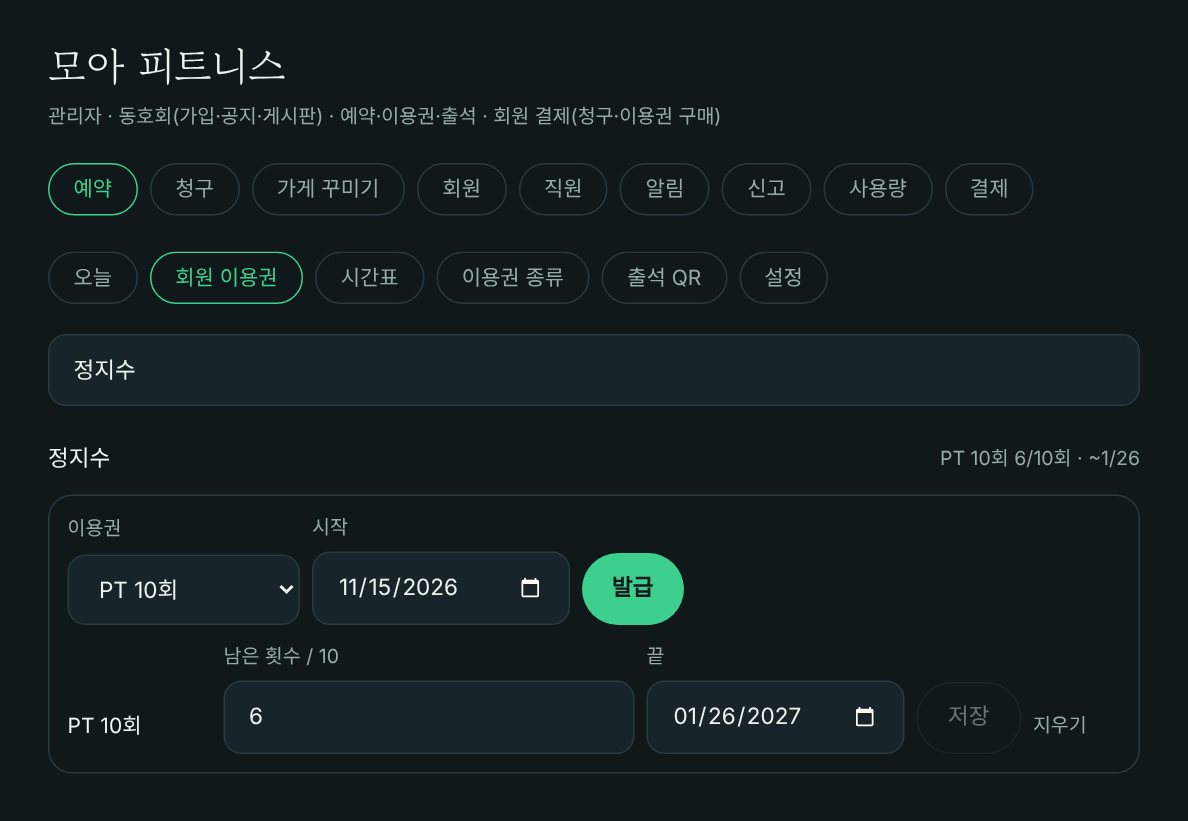 모아 피트니스
관리자 · 동호회(가입·공지·게시판) · 예약·이용권·출석 · 회원 결제(청구·이용권 구매)
예약 청구 가게 꾸미기 회원 직원 알림 신고 사용량 결제
오늘 회원 이용권 시간표 이용권 종류 출석 QR 설정
정지수
정지수 PT 10회 6/10회 · ~1/26
이용권 시작
PT 10회 11/15/2026 발급
남은 횟수 / 10 끝
PT 10회 6 01/26/2027 저장 지우기